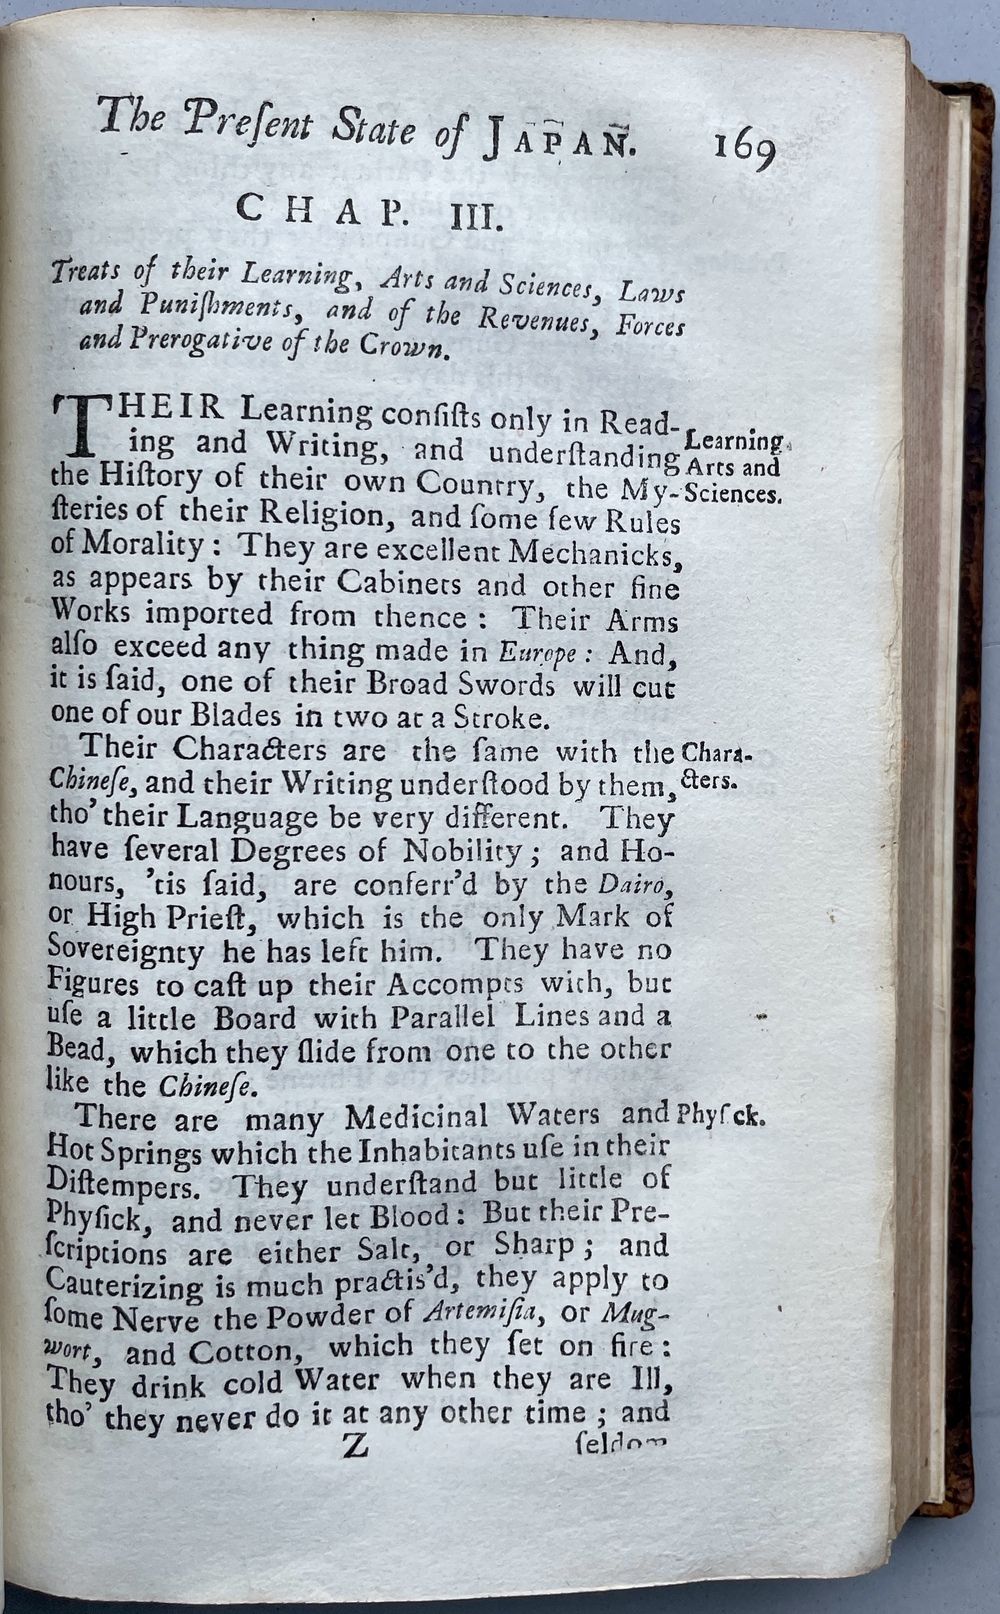 The Preſent State of JAPAN. 169
CHAP. III.
Treats of their Learning, Arts and Sciences, Laws
and Puniſhments, and of the Revenues, Forces
and Prerogative of the Crown.
THEIR Learning conſiſts only in Read-
ing and Writing, and underſtanding
Learning
Arts and
Sciences.
the Hiſtory of their own Country, the My-
ſteries of their Religion, and ſome few Rules
of Morality : They are excellent Mechanicks,
as appears by their Cabinets and other fine
Works imported from thence : Their Arms
alſo exceed any thing made in Europe : And,
it is ſaid, one of their Broad Swords will cut
one of our Blades in two at a Stroke.
Their Characters are the ſame with the
Chara-
cters.
Chineſe, and their Writing underſtood by them,
tho' their Language be very different. They
have ſeveral Degrees of Nobility ; and Ho-
nours, 'tis ſaid, are conferr'd by the Dairo,
or High Prieſt, which is the only Mark of
Sovereignty he has left him. They have no
Figures to caſt up their Accompts with, but
uſe a little Board with Parallel Lines and a
Bead, which they ſlide from one to the other
like the Chineſe.
There are many Medicinal Waters and
Phyſ ck.
Hot Springs which the Inhabitants uſe in their
Diſtempers. They underſtand but little of
Phyſick, and never let Blood : But their Pre-
ſcriptions are either Salt, or Sharp ; and
Cauterizing is much practis'd, they apply to
ſome Nerve the Powder of Artemiſia, or Mug-
wort, and Cotton, which they ſet on fire :
They drink cold Water when they are Ill,
tho' they never do it at any other time ; and
Z ſeldom